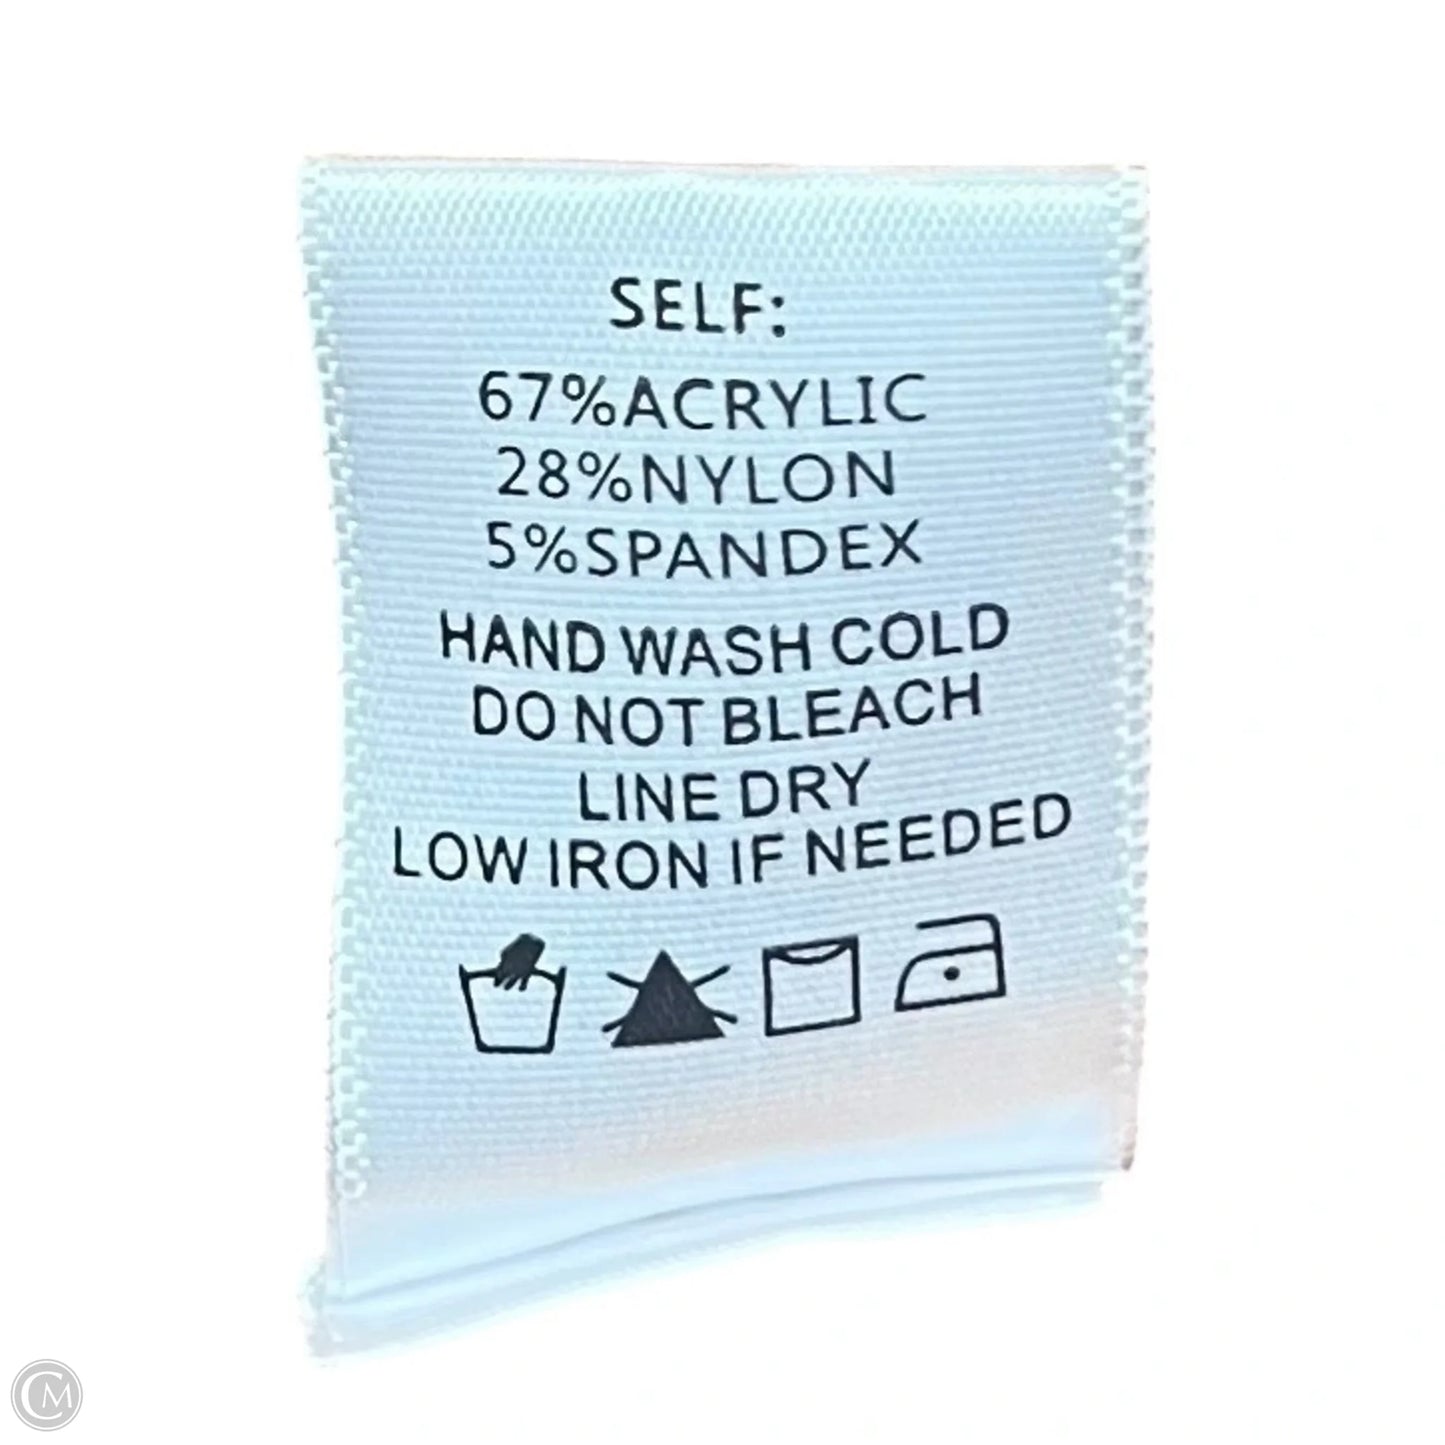 SELF:
67%ACRYLIC
28%NYLON
5%SPANDEX
HAND WASH COLD
DO NOT BLEACH
LINE DRY
LOW IRON IF NEEDED
CM